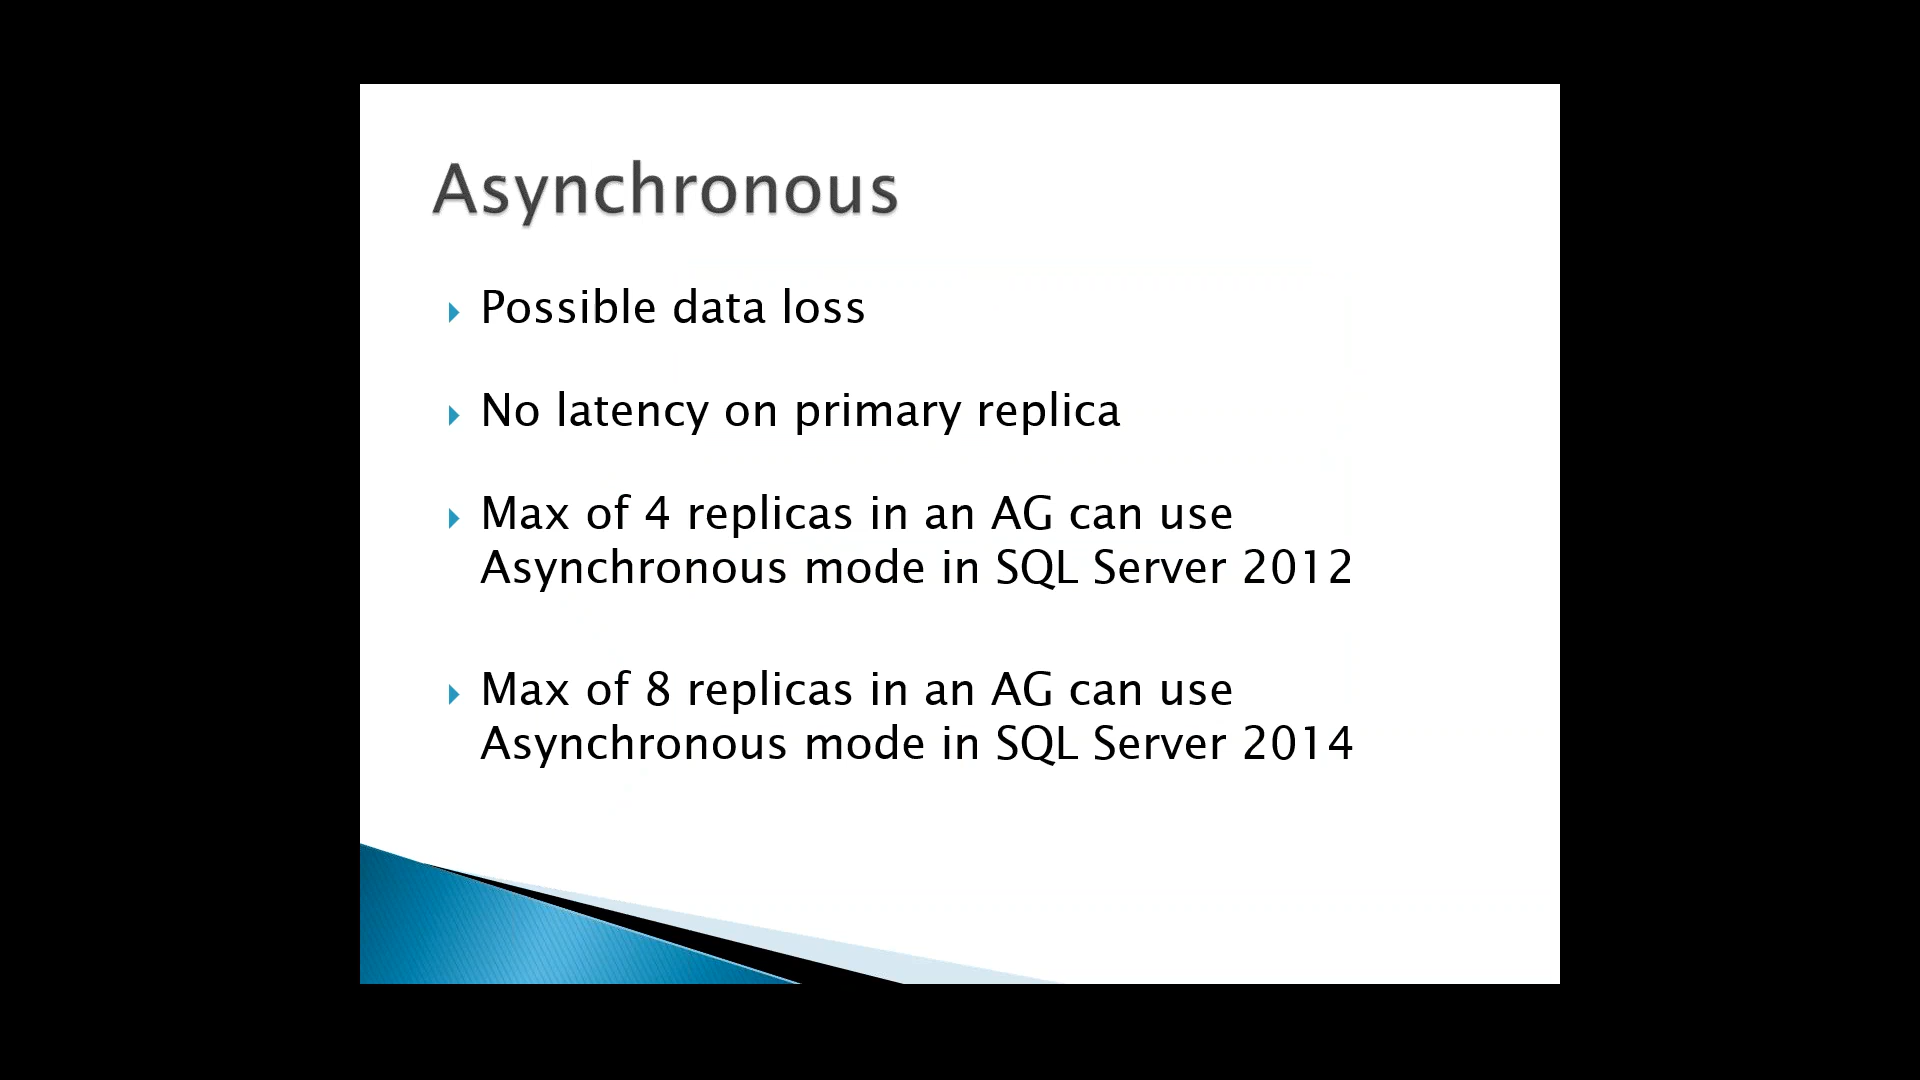 Asynchronous
Possible data loss
No latency on primary replica
Max of 4 replicas in an AG can use
Asynchronous mode in SQL Server 2012
Max of 8 replicas in an AG can use
Asynchronous mode in SQL Server 2014